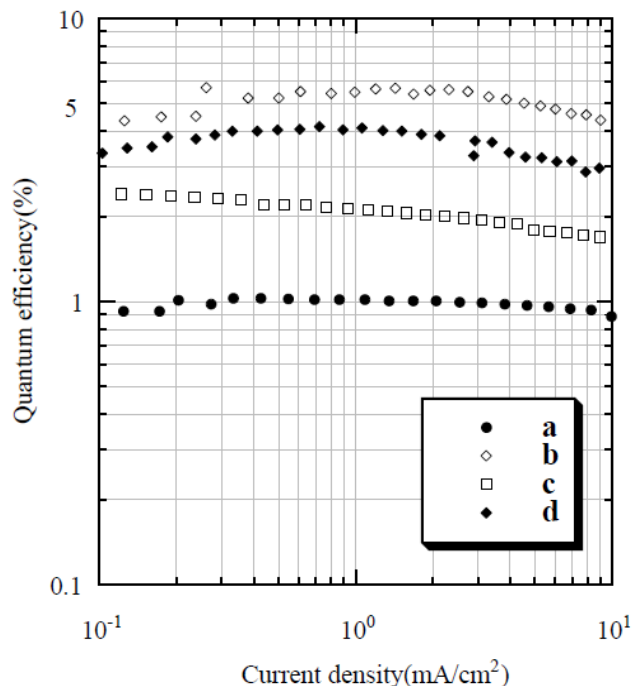 10
5
1
0.1
10⁻¹
10⁰
10¹
Quantum efficiency(%)
Current density(mA/cm²)
a
b
c
d